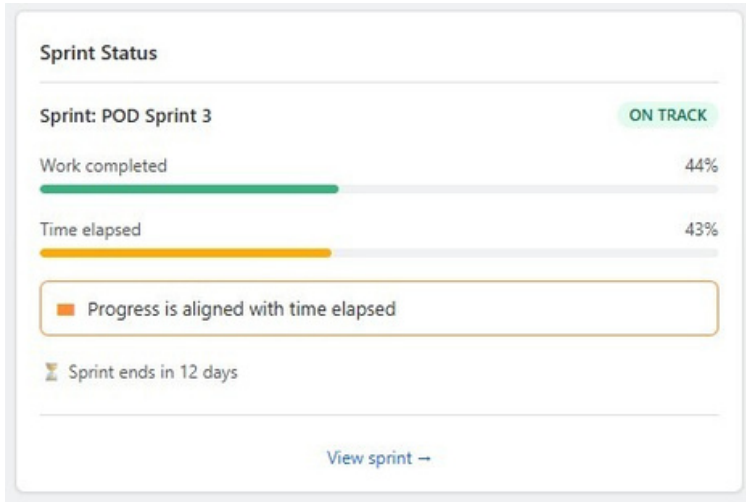 Sprint Status
Sprint: POD Sprint 3 ON TRACK
Work completed 44%
Time elapsed 43%
Progress is aligned with time elapsed
Sprint ends in 12 days
View sprint →